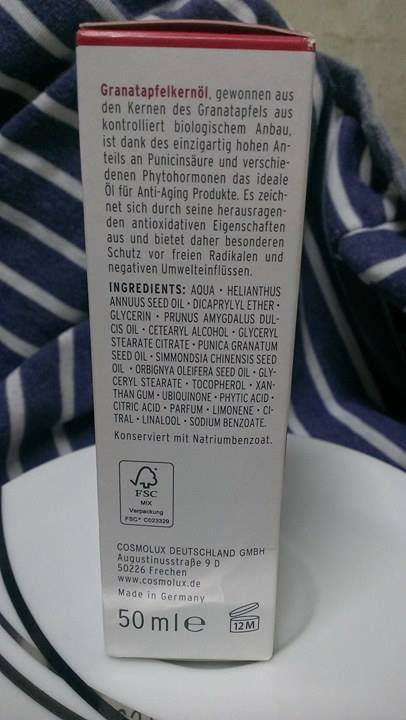 Granatapfelkernöl, gewonnen aus
den Kernen des Granatapfels aus
kontrolliert biologischem Anbau,
ist dank des einzigartig hohen An-
teils an Punicinsäure und verschie-
denen Phytohormonen das ideale
Öl für Anti-Aging Produkte. Es zeich-
net sich durch seine herausragen-
den antioxidativen Eigenschaften
aus und bietet daher besonderen
Schutz vor freien Radikalen und
negativen Umwelteinflüssen.
INGREDIENTS: AQUA • HELIANTHUS
ANNUUS SEED OIL • DICAPRYLYL ETHER •
GLYCERIN • PRUNUS AMYGDALUS DUL-
CIS OIL • CETEARYL ALCOHOL • GLYCERYL
STEARATE CITRATE • PUNICA GRANATUM
SEED OIL • SIMMONDSIA CHINENSIS SEED
OIL • ORBIGNYA OLEIFERA SEED OIL • GLY-
CERYL STEARATE • TOCOPHEROL • XAN-
THAN GUM • UBIQUINONE • PHYTIC ACID •
CITRIC ACID • PARFUM • LIMONENE • CI-
TRAL • LINALOOL • SODIUM BENZOATE.
Konserviert mit Natriumbenzoat.
FSC
MIX
Verpackung
FSC® C023329
COSMOLUX DEUTSCHLAND GMBH
Augustinusstraße 9 D
50226 Frechen
www.cosmolux.de
Made in Germany
50 ml ℮
12M